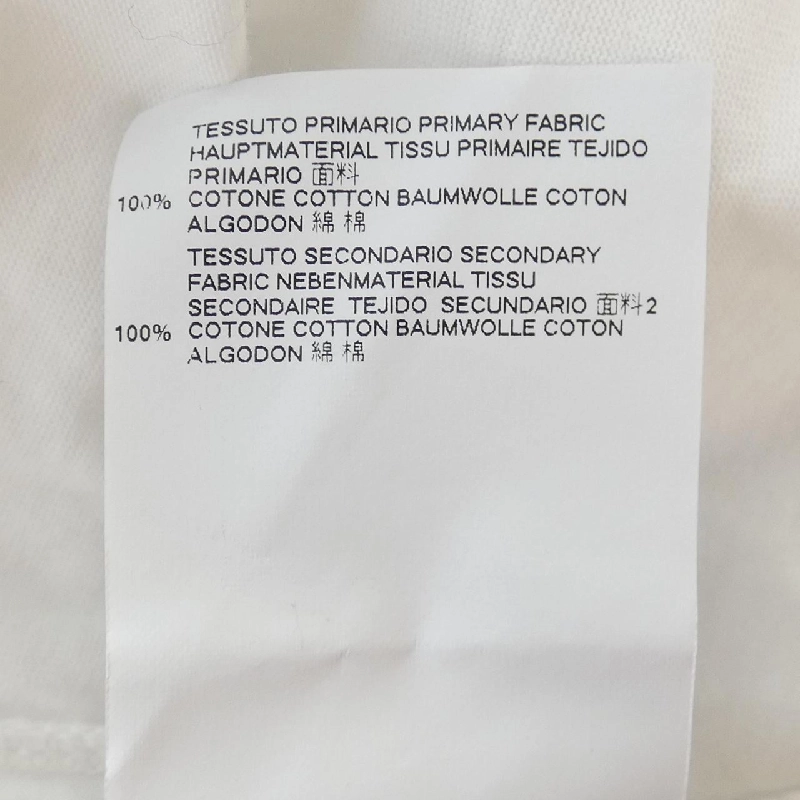 TESSUTO PRIMARIO PRIMARY FABRIC
HAUPTMATERIAL TISSU PRIMAIRE TEJIDO
PRIMARIO 面料
100% COTONE COTTON BAUMWOLLE COTON
ALGODON 綿 棉
TESSUTO SECONDARIO SECONDARY
FABRIC NEBENMATERIAL TISSU
SECONDAIRE TEJIDO SECUNDARIO 面料2
100% COTONE COTTON BAUMWOLLE COTON
ALGODON 綿 棉